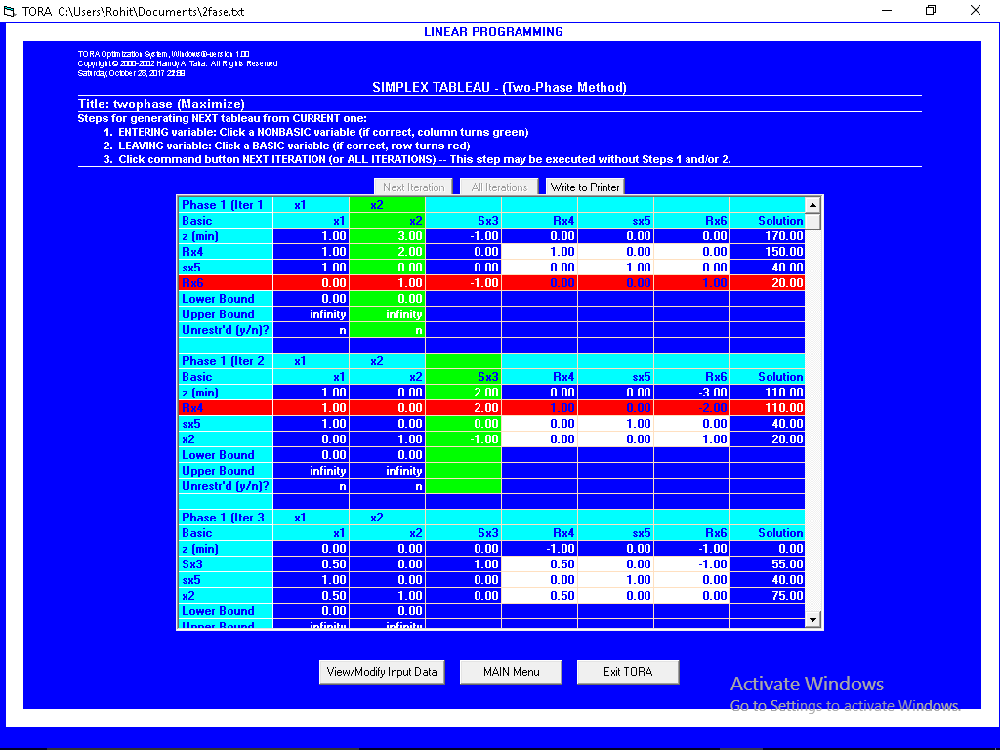 TORA C:\Users\Rohit\Documents\2fase.txt
LINEAR PROGRAMMING
TORA Optimization System, Windows®-version 1.00
Copyright © 2000-2002 Hamdy A. Taha. All Rights Reserved
Saturday, October 28, 2017
SIMPLEX TABLEAU - (Two-Phase Method)
Title: twophase (Maximize)
Steps for generating NEXT tableau from CURRENT one:
1. ENTERING variable: Click a NONBASIC variable (if correct, column turns green)
2. LEAVING variable: Click a BASIC variable (if correct, row turns red)
3. Click command button NEXT ITERATION (or ALL ITERATIONS) -- This step may be executed without Steps 1 and/or 2.
Next Iteration All Iterations Write to Printer
Phase 1 (Iter 1 x1 x2
Basic x1 x2 Sx3 Rx4 sx5 Rx6 Solution
z (min) 1.00 3.00 -1.00 0.00 0.00 0.00 170.00
Rx4 1.00 2.00 0.00 1.00 0.00 0.00 150.00
sx5 1.00 0.00 0.00 0.00 1.00 0.00 40.00
Rx6 0.00 1.00 -1.00 0.00 0.00 1.00 20.00
Lower Bound 0.00 0.00
Upper Bound infinity infinity
Unrestr'd (y/n)? n n
Phase 1 (Iter 2 x1 x2
Basic x1 x2 Sx3 Rx4 sx5 Rx6 Solution
z (min) 1.00 0.00 2.00 0.00 0.00 -3.00 110.00
Rx4 1.00 0.00 2.00 1.00 0.00 -2.00 110.00
sx5 1.00 0.00 0.00 0.00 1.00 0.00 40.00
x2 0.00 1.00 -1.00 0.00 0.00 1.00 20.00
Lower Bound 0.00 0.00
Upper Bound infinity infinity
Unrestr'd (y/n)? n n
Phase 1 (Iter 3 x1 x2
Basic x1 x2 Sx3 Rx4 sx5 Rx6 Solution
z (min) 0.00 0.00 0.00 -1.00 0.00 -1.00 0.00
Sx3 0.50 0.00 1.00 0.50 0.00 -1.00 55.00
sx5 1.00 0.00 0.00 0.00 1.00 0.00 40.00
x2 0.50 1.00 0.00 0.50 0.00 0.00 75.00
Lower Bound 0.00 0.00
Upper Bound infinity infinity
View/Modify Input Data MAIN Menu Exit TORA
Activate Windows
Go to Settings to activate Windows.